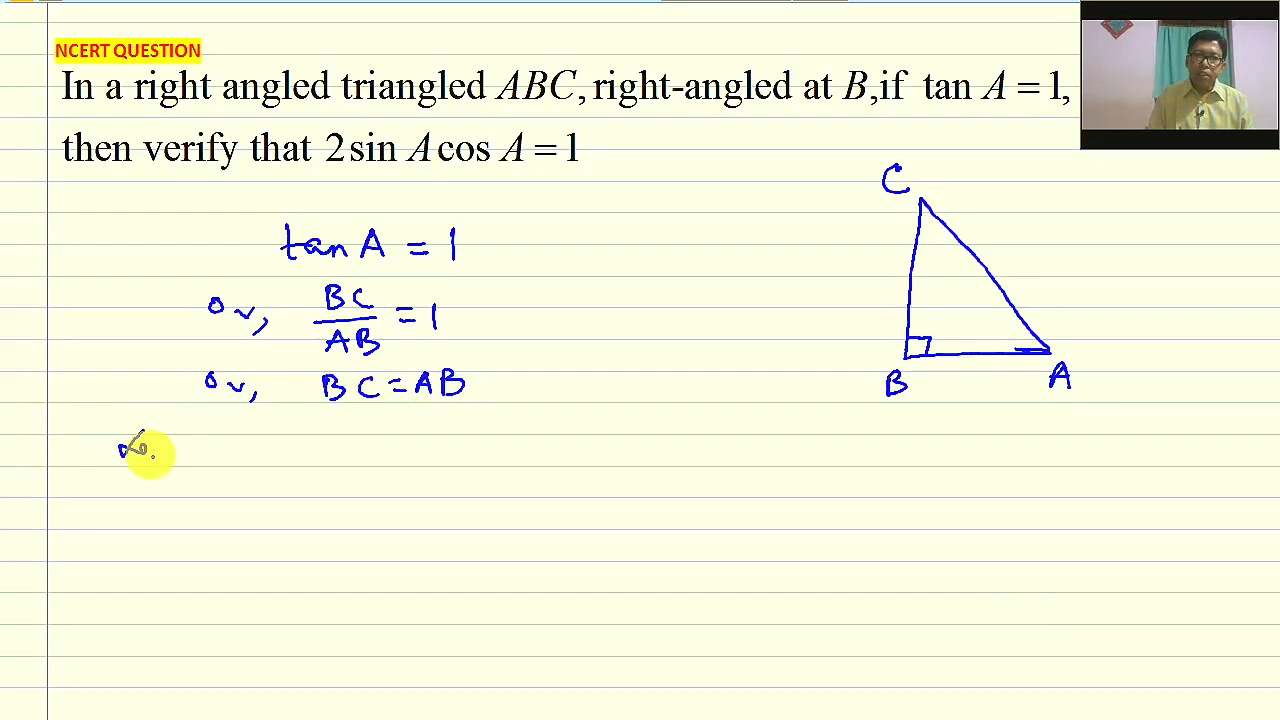 NCERT QUESTION
In a right angled triangled ABC, right-angled at B,if tan A = 1,
then verify that 2 sin A cos A = 1
tan A = 1
or, BC/AB = 1
or, BC = AB
C
B
A